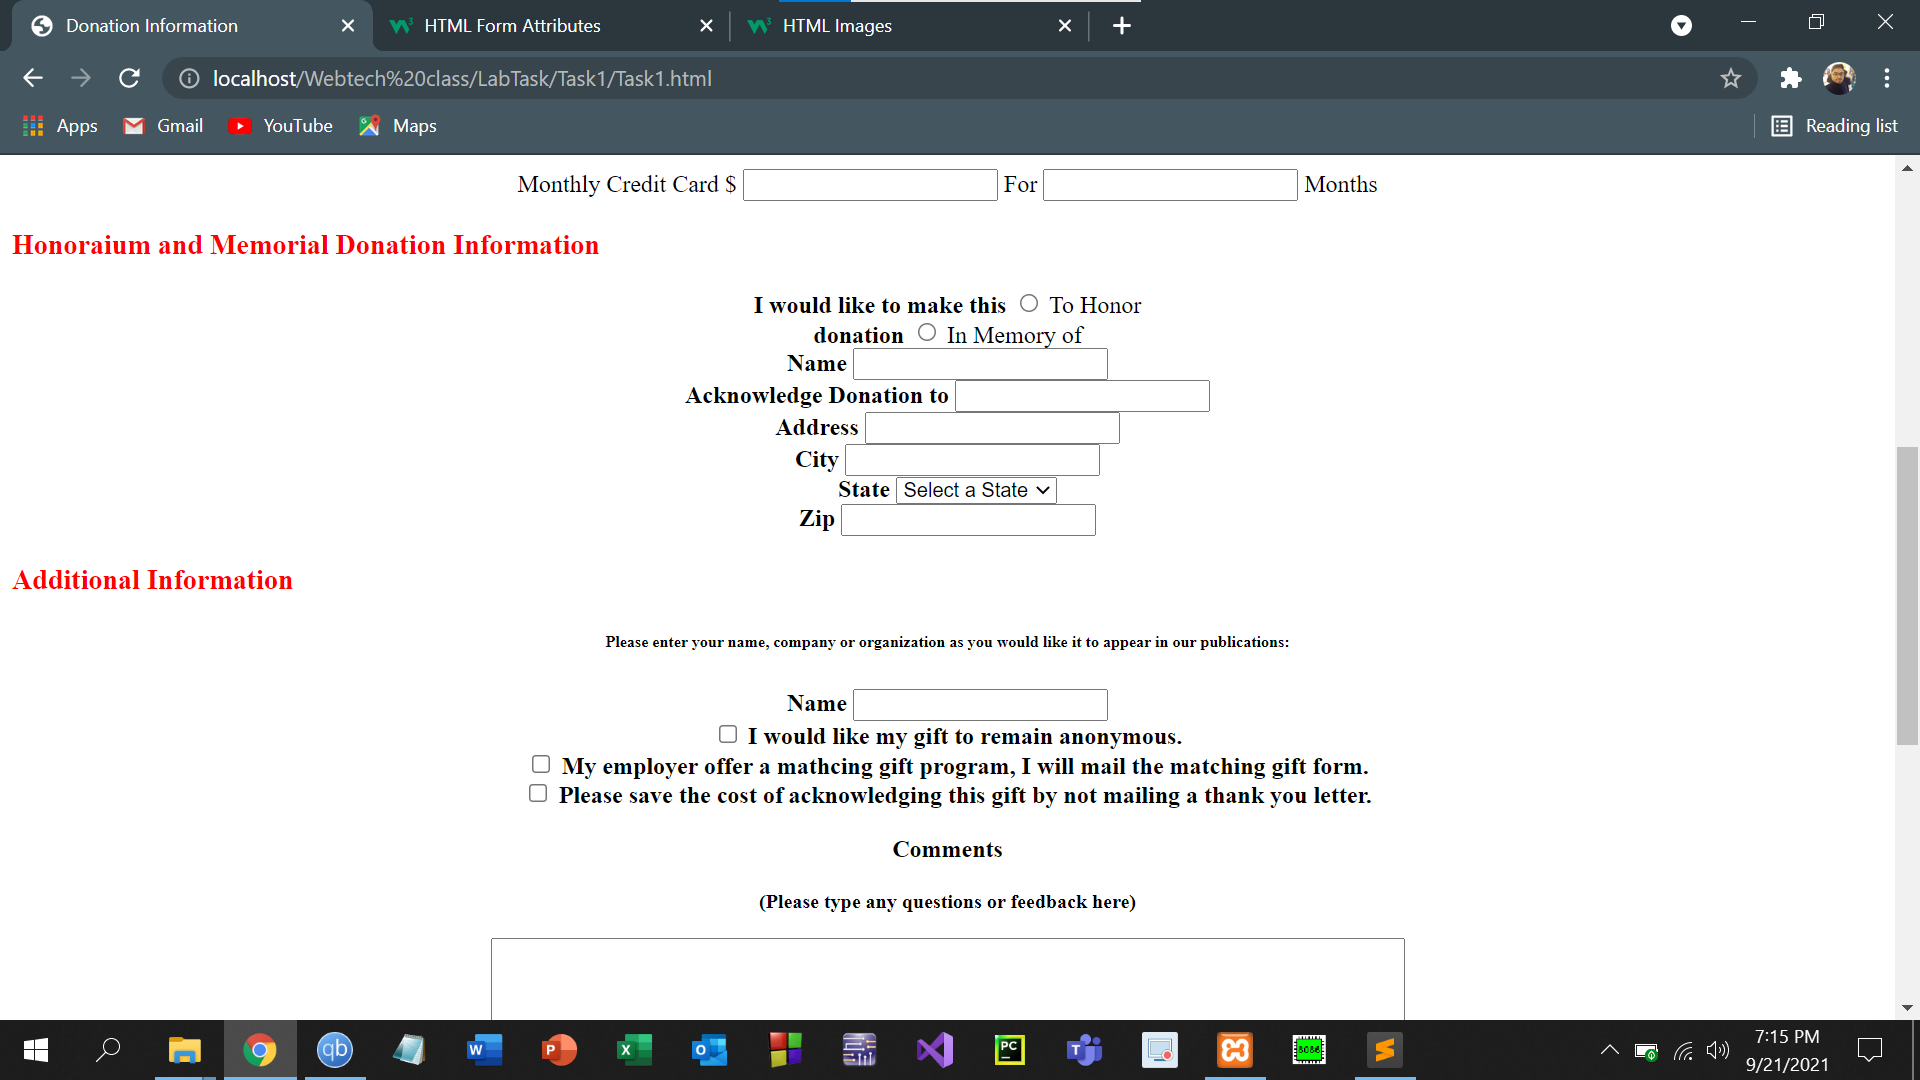 Donation Information
HTML Form Attributes
HTML Images
localhost/Webtech%20class/LabTask/Task1/Task1.html
Apps
Gmail
YouTube
Maps
Reading list
Monthly Credit Card $ For Months
Honoraium and Memorial Donation Information
I would like to make this To Honor
donation In Memory of
Name
Acknowledge Donation to
Address
City
State Select a State
Zip
Additional Information
Please enter your name, company or organization as you would like it to appear in our publications:
Name
I would like my gift to remain anonymous.
My employer offer a mathcing gift program, I will mail the matching gift form.
Please save the cost of acknowledging this gift by not mailing a thank you letter.
Comments
(Please type any questions or feedback here)
qb
W
P
X
O
PC
T
8086
7:15 PM
9/21/2021